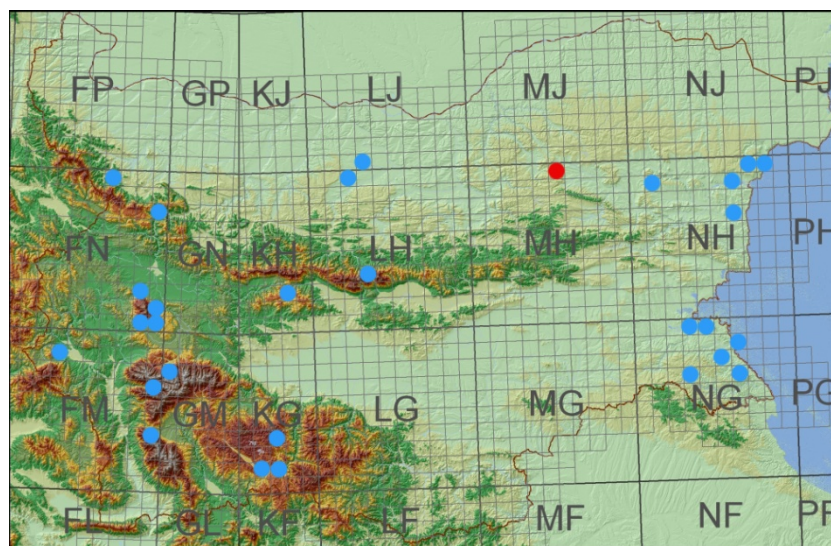 FP GP KJ LJ MJ NJ PJ
FN GN KH LH MH NH PH
FM GM KG LG MG NG PG
FL GL KF LF MF NF PF